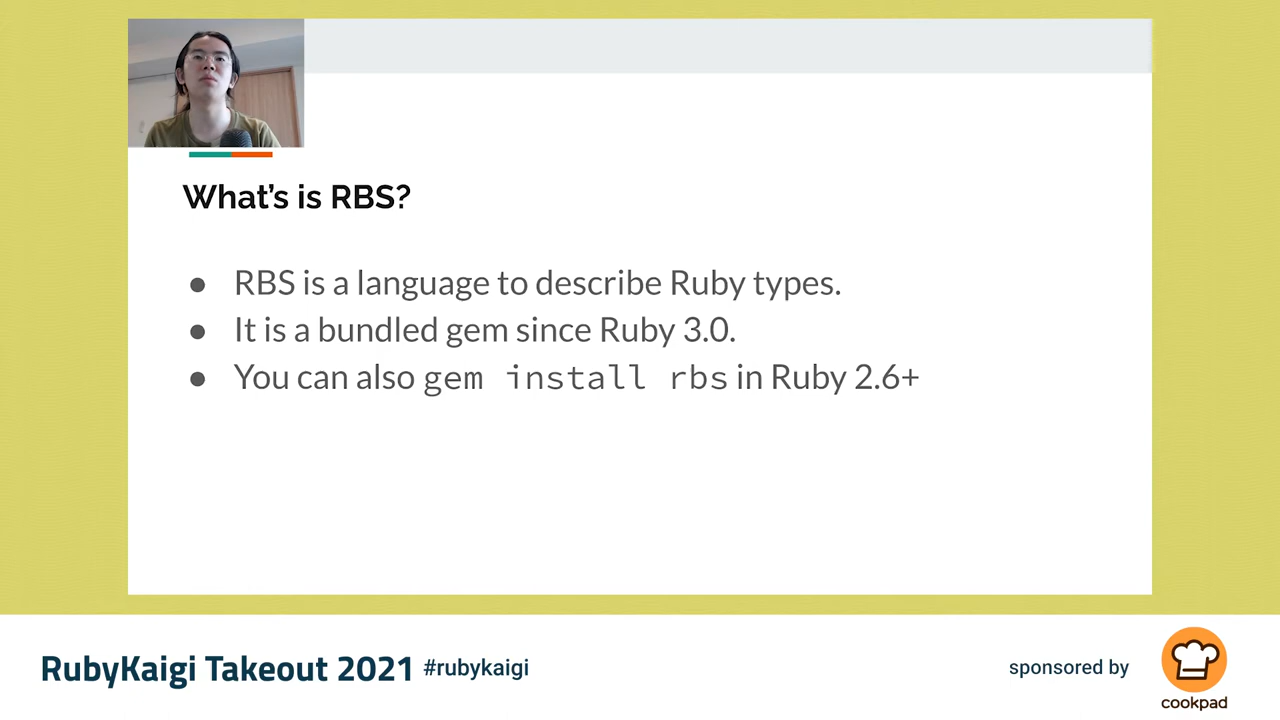 What's is RBS?
● RBS is a language to describe Ruby types.
● It is a bundled gem since Ruby 3.0.
● You can also gem install rbs in Ruby 2.6+
RubyKaigi Takeout 2021 #rubykaigi
sponsored by
cookpad